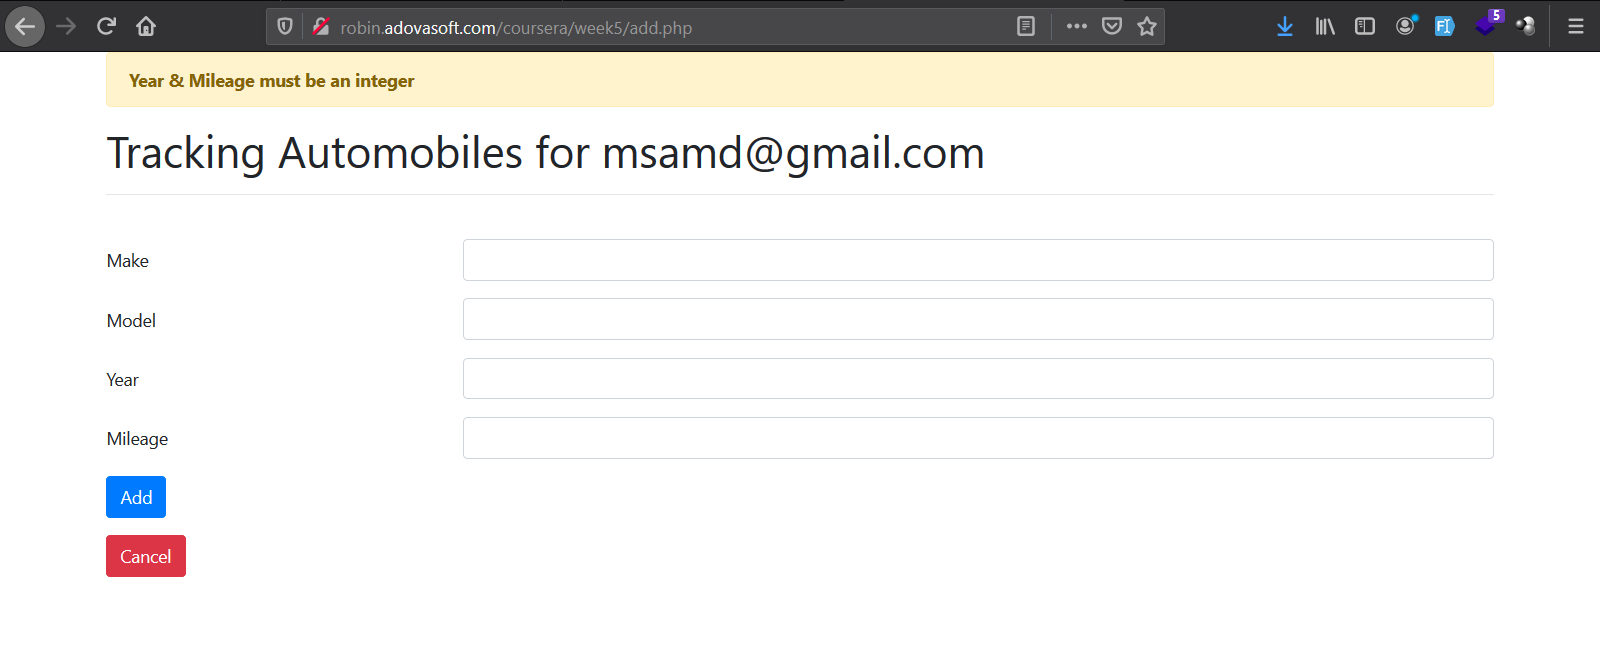 robin.adovasoft.com/coursera/week5/add.php
5
Year & Mileage must be an integer
Tracking Automobiles for msamd@gmail.com
Make
Model
Year
Mileage
Add
Cancel